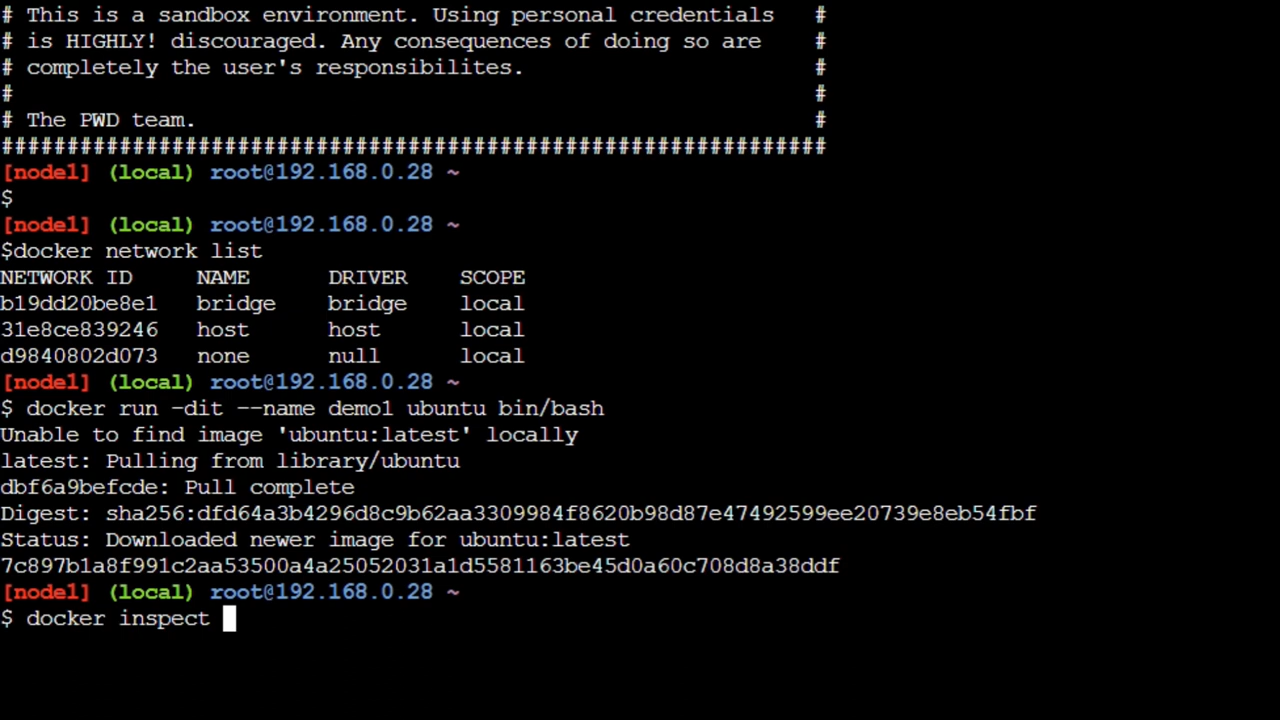 # This is a sandbox environment. Using personal credentials #
# is HIGHLY! discouraged. Any consequences of doing so are #
# completely the user's responsibilites. #
# #
# The PWD team. #
###############################################################
[node1] (local) root@192.168.0.28 ~
$
[node1] (local) root@192.168.0.28 ~
$docker network list
NETWORK ID NAME DRIVER SCOPE
b19dd20be8e1 bridge bridge local
31e8ce839246 host host local
d9840802d073 none null local
[node1] (local) root@192.168.0.28 ~
$ docker run -dit --name demo1 ubuntu bin/bash
Unable to find image 'ubuntu:latest' locally
latest: Pulling from library/ubuntu
dbf6a9befcde: Pull complete
Digest: sha256:dfd64a3b4296d8c9b62aa3309984f8620b98d87e47492599ee20739e8eb54fbf
Status: Downloaded newer image for ubuntu:latest
7c897b1a8f991c2aa53500a4a25052031a1d5581163be45d0a60c708d8a38ddf
[node1] (local) root@192.168.0.28 ~
$ docker inspect